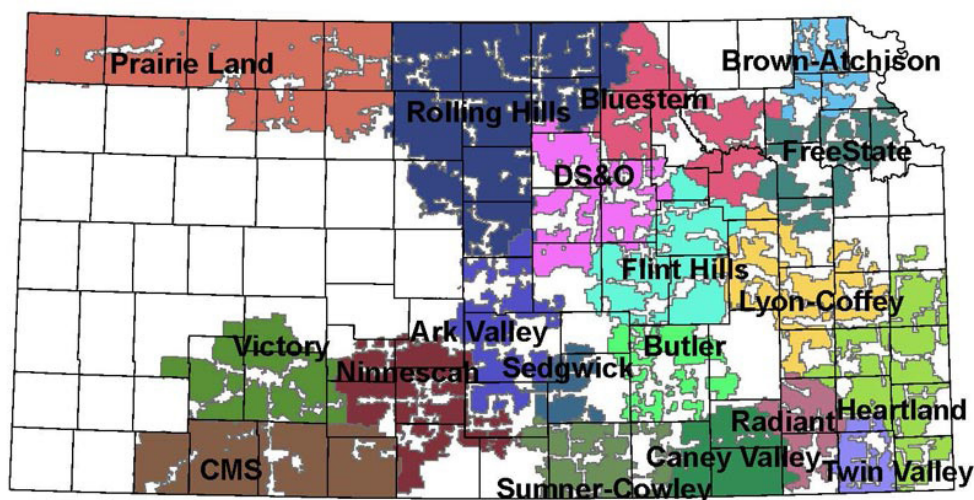 Prairie Land
Brown-Atchison
Rolling Hills
Bluestem
FreeState
DS&O
Flint Hills
Lyon-Coffey
Ark Valley
Victory
Butler
Ninnescah
Sedgwick
Radiant
Heartland
Caney Valley
CMS
Twin Valley
Sumner-Cowley